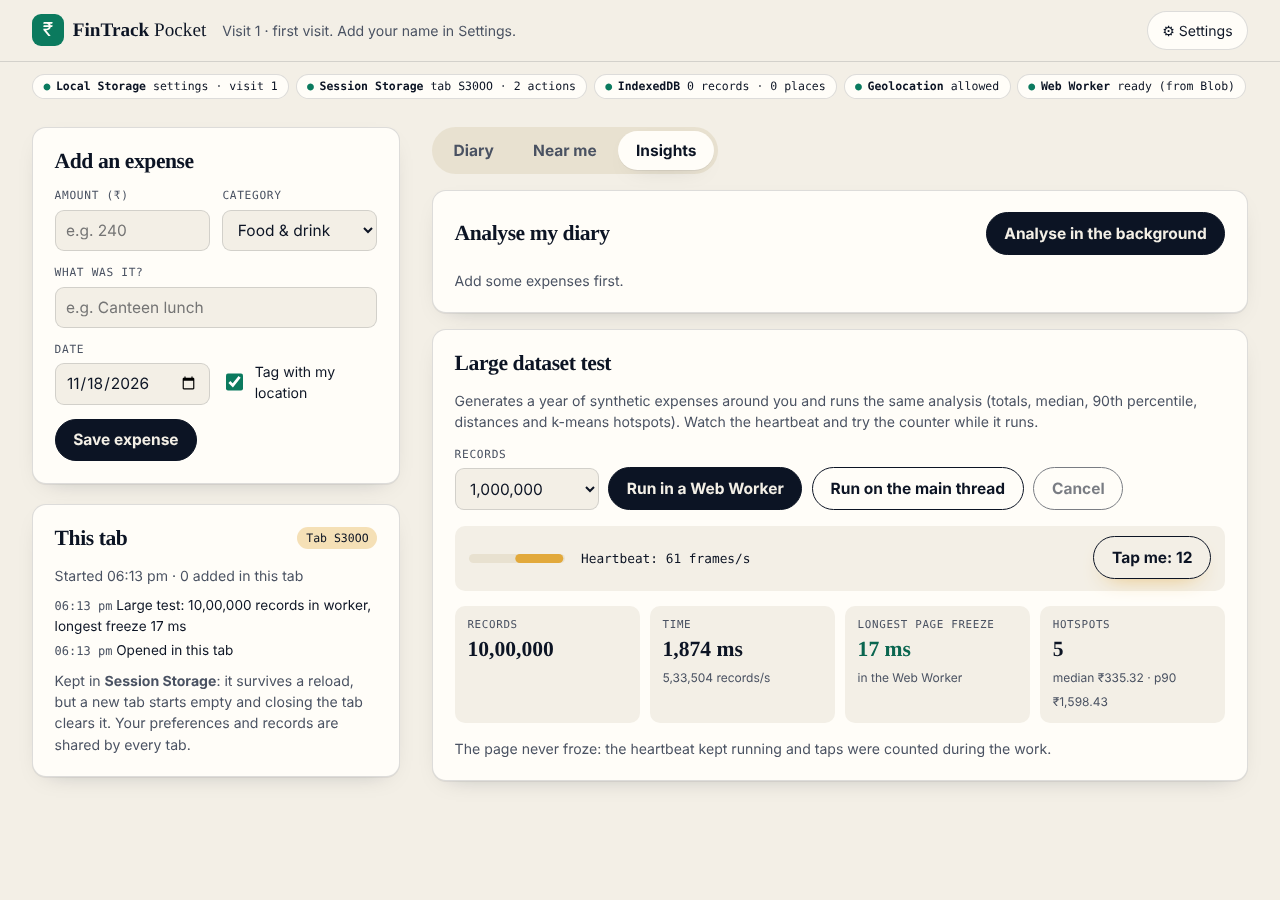 ₹ FinTrack Pocket Visit 1 · first visit. Add your name in Settings. ⚙ Settings
● Local Storage settings · visit 1 ● Session Storage tab S30OO · 2 actions ● IndexedDB 0 records · 0 places ● Geolocation allowed ● Web Worker ready (from Blob)
Add an expense
AMOUNT (₹) CATEGORY
e.g. 240 Food & drink
WHAT WAS IT?
e.g. Canteen lunch
DATE
11/18/2026 Tag with my
location
Save expense
This tab Tab S30OO
Started 06:13 pm · 0 added in this tab
06:13 pm Large test: 10,00,000 records in worker,
longest freeze 17 ms
06:13 pm Opened in this tab
Kept in Session Storage: it survives a reload,
but a new tab starts empty and closing the tab
clears it. Your preferences and records are
shared by every tab.
Diary Near me Insights
Analyse my diary Analyse in the background
Add some expenses first.
Large dataset test
Generates a year of synthetic expenses around you and runs the same analysis (totals, median, 90th percentile,
distances and k-means hotspots). Watch the heartbeat and try the counter while it runs.
RECORDS
1,000,000 Run in a Web Worker Run on the main thread Cancel
Heartbeat: 61 frames/s Tap me: 12
RECORDS TIME LONGEST PAGE FREEZE HOTSPOTS
10,00,000 1,874 ms 17 ms 5
5,33,504 records/s in the Web Worker median ₹335.32 · p90
₹1,598.43
The page never froze: the heartbeat kept running and taps were counted during the work.